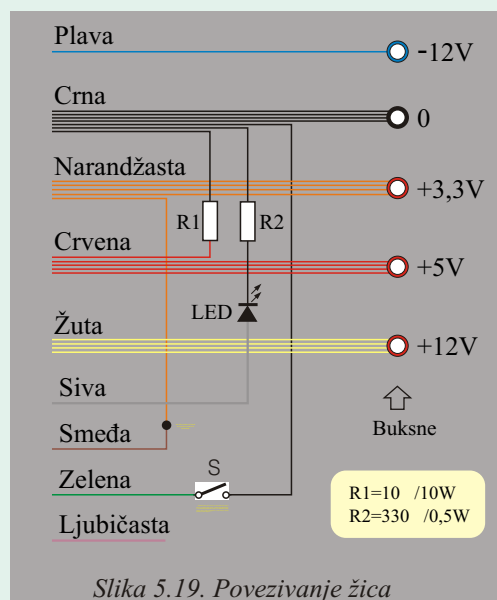 Plava
-12V
Crna
0
Narandžasta
+3,3V
R1
R2
Crvena
+5V
LED
Žuta
+12V
Siva
Buksne
Smeđa
Zelena
S
R1=10 /10W
R2=330 /0,5W
Ljubičasta
Slika 5.19. Povezivanje žica